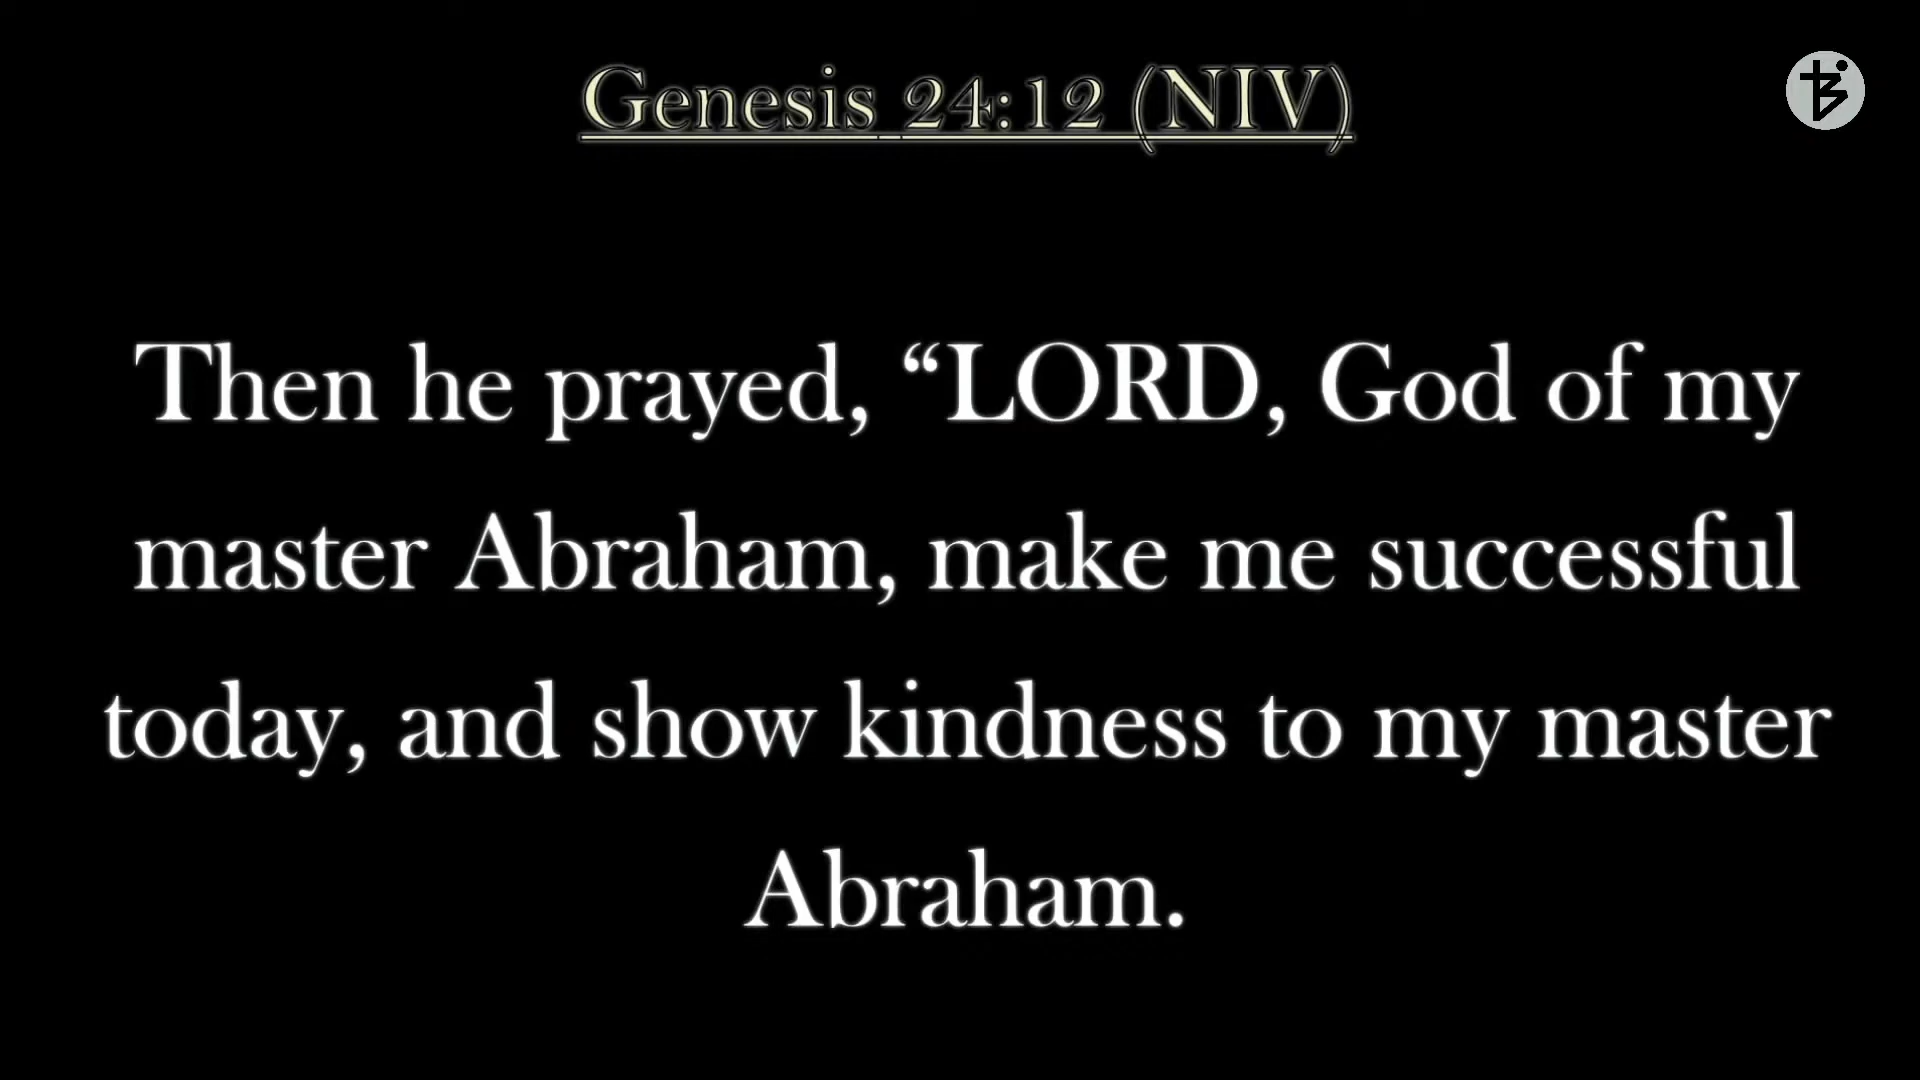 Genesis 24:12 (NIV)
Then he prayed, “LORD, God of my
master Abraham, make me successful
today, and show kindness to my master
Abraham.